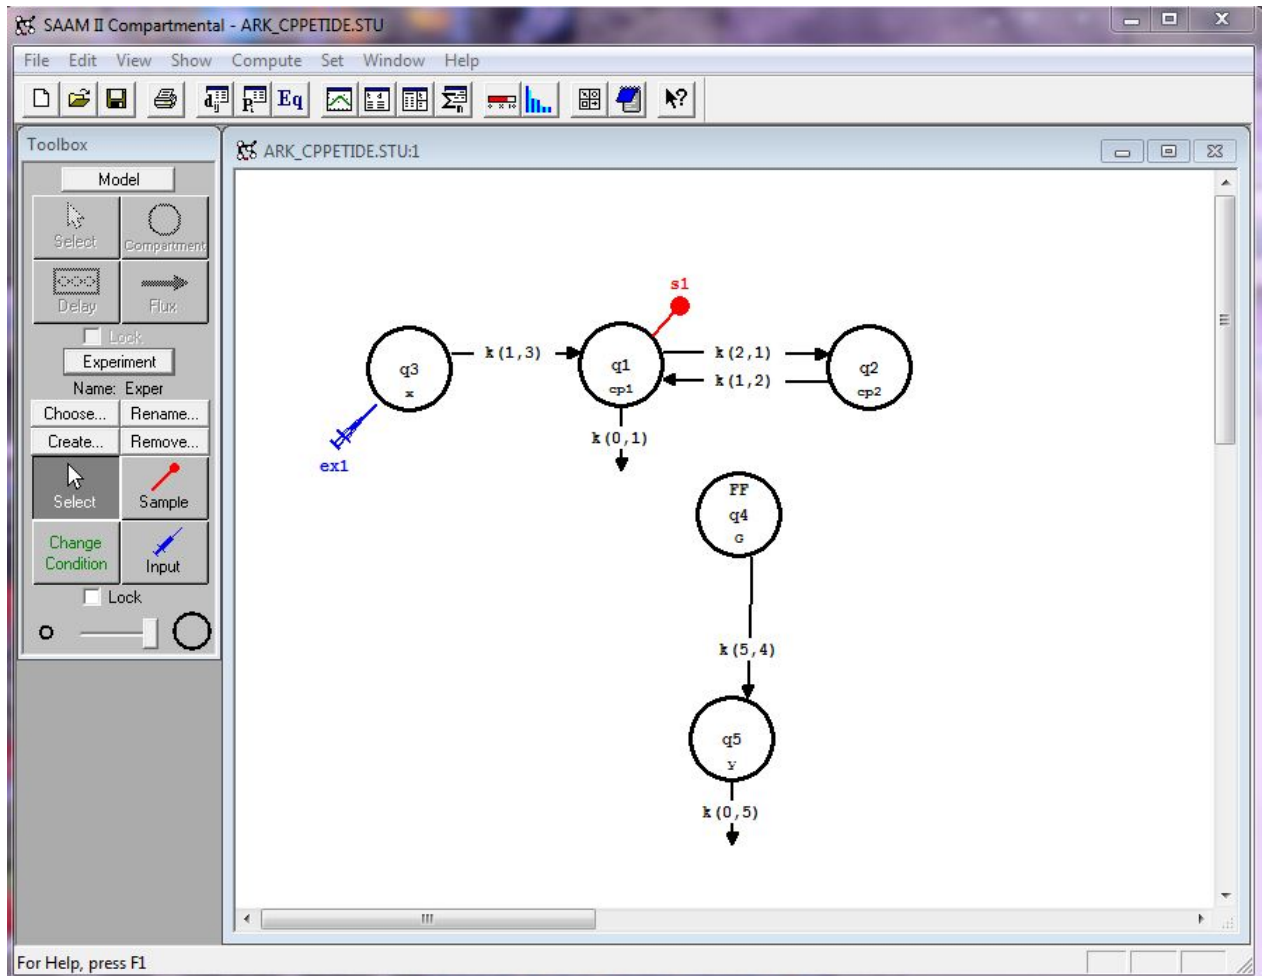 SAAM II Compartmental - ARK_CPPETIDE.STU
File Edit View Show Compute Set Window Help
Eq
Toolbox
Model
Select Compartment
Delay Flux
Lock
Experiment
Name: Exper
Choose... Rename...
Create... Remove...
Select Sample
Change Condition Input
Lock
ARK_CPPETIDE.STU:1
s1
q3
x
k(1,3)
q1
cp1
k(2,1)
k(1,2)
q2
cp2
ex1
k(0,1)
FF
q4
G
k(5,4)
q5
y
k(0,5)
For Help, press F1